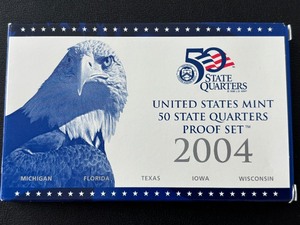 50
STATE
QUARTERS
UNITED STATES MINT
50 STATE QUARTERS
PROOF SET™
2004
MICHIGAN FLORIDA TEXAS IOWA WISCONSIN